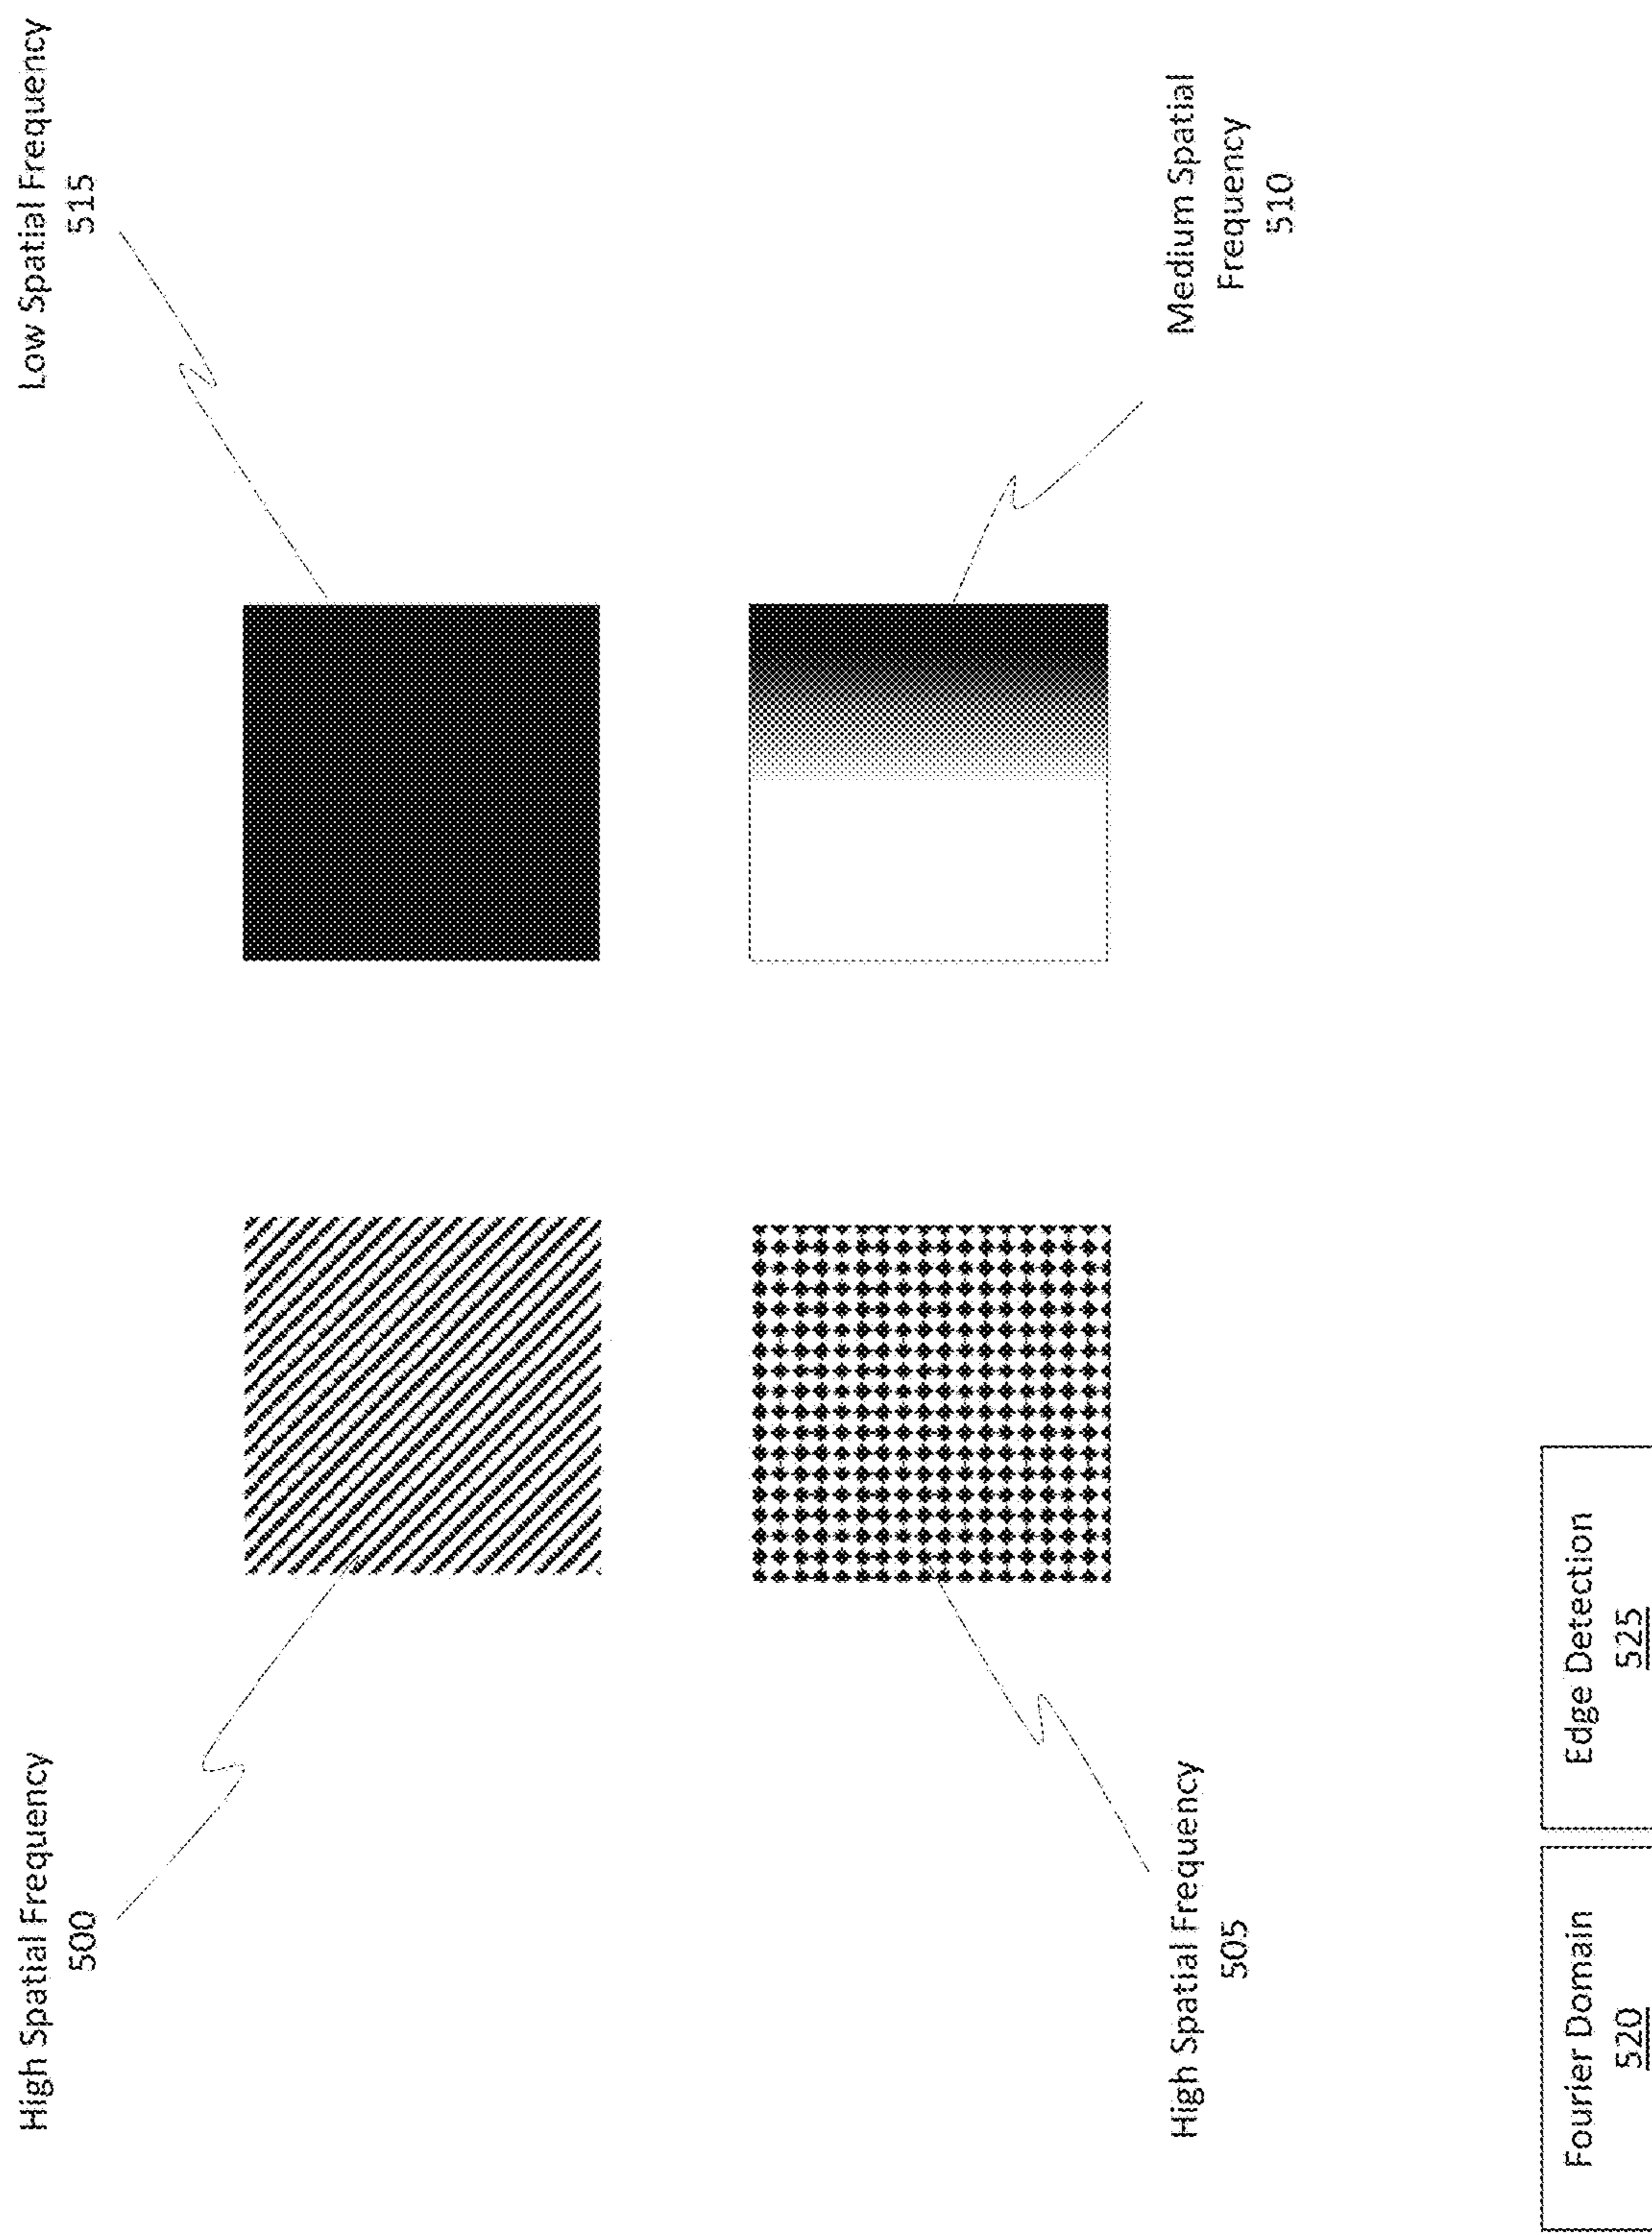 High Spatial Frequency
500
Low Spatial Frequency
515
High Spatial Frequency
505
Medium Spatial
Frequency
510
Fourier Domain
520
Edge Detection
525